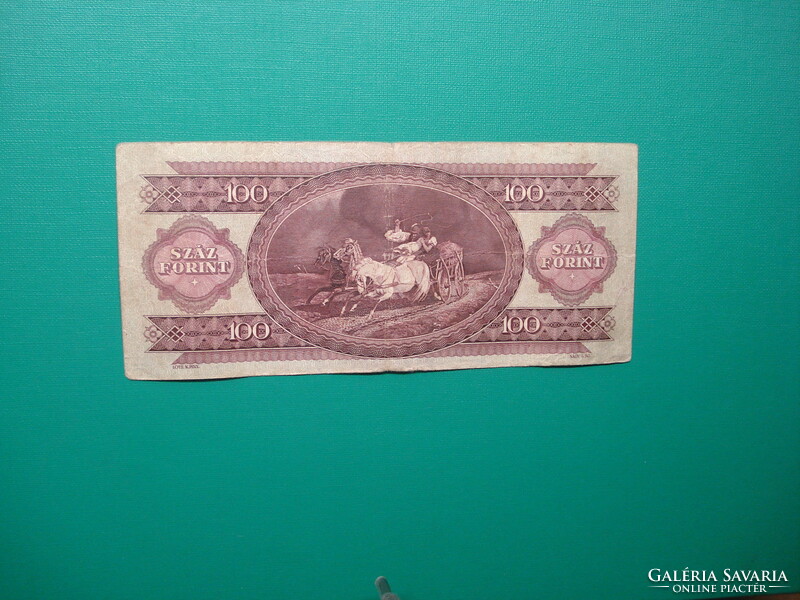 100 100
SZÁZ
FORINT
SZÁZ
FORINT
100 100
GALÉRIA SAVARIA
ONLINE PIACTÉR